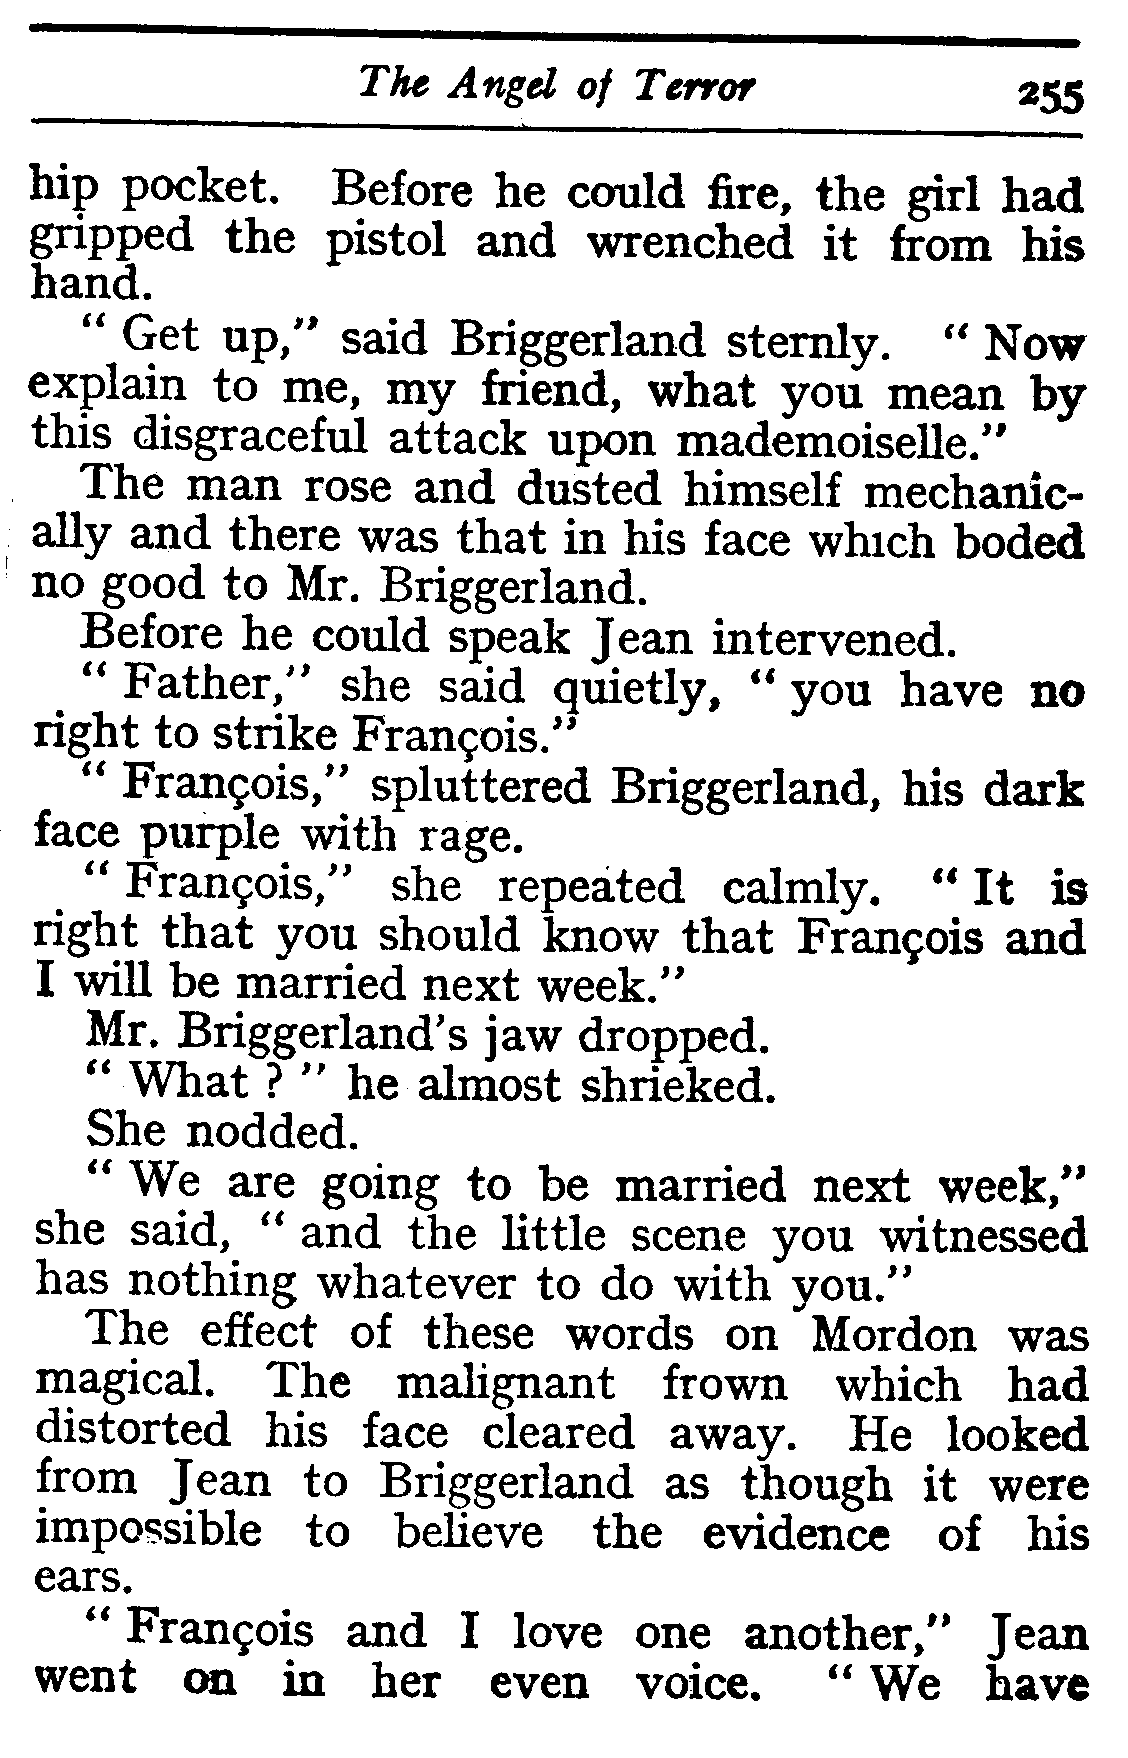 The Angel of Terror 255
hip pocket. Before he could fire, the girl had
gripped the pistol and wrenched it from his
hand.
“ Get up,” said Briggerland sternly. “ Now
explain to me, my friend, what you mean by
this disgraceful attack upon mademoiselle.”
The man rose and dusted himself mechanic-
ally and there was that in his face which boded
no good to Mr. Briggerland.
Before he could speak Jean intervened.
“ Father,” she said quietly, “ you have no
right to strike François.”
“ François,” spluttered Briggerland, his dark
face purple with rage.
“ François,” she repeated calmly. “ It is
right that you should know that François and
I will be married next week.”
Mr. Briggerland's jaw dropped.
“ What ? ” he almost shrieked.
She nodded.
“ We are going to be married next week,”
she said, “ and the little scene you witnessed
has nothing whatever to do with you.”
The effect of these words on Mordon was
magical. The malignant frown which had
distorted his face cleared away. He looked
from Jean to Briggerland as though it were
impossible to believe the evidence of his
ears.
“ François and I love one another,” Jean
went on in her even voice. “ We have